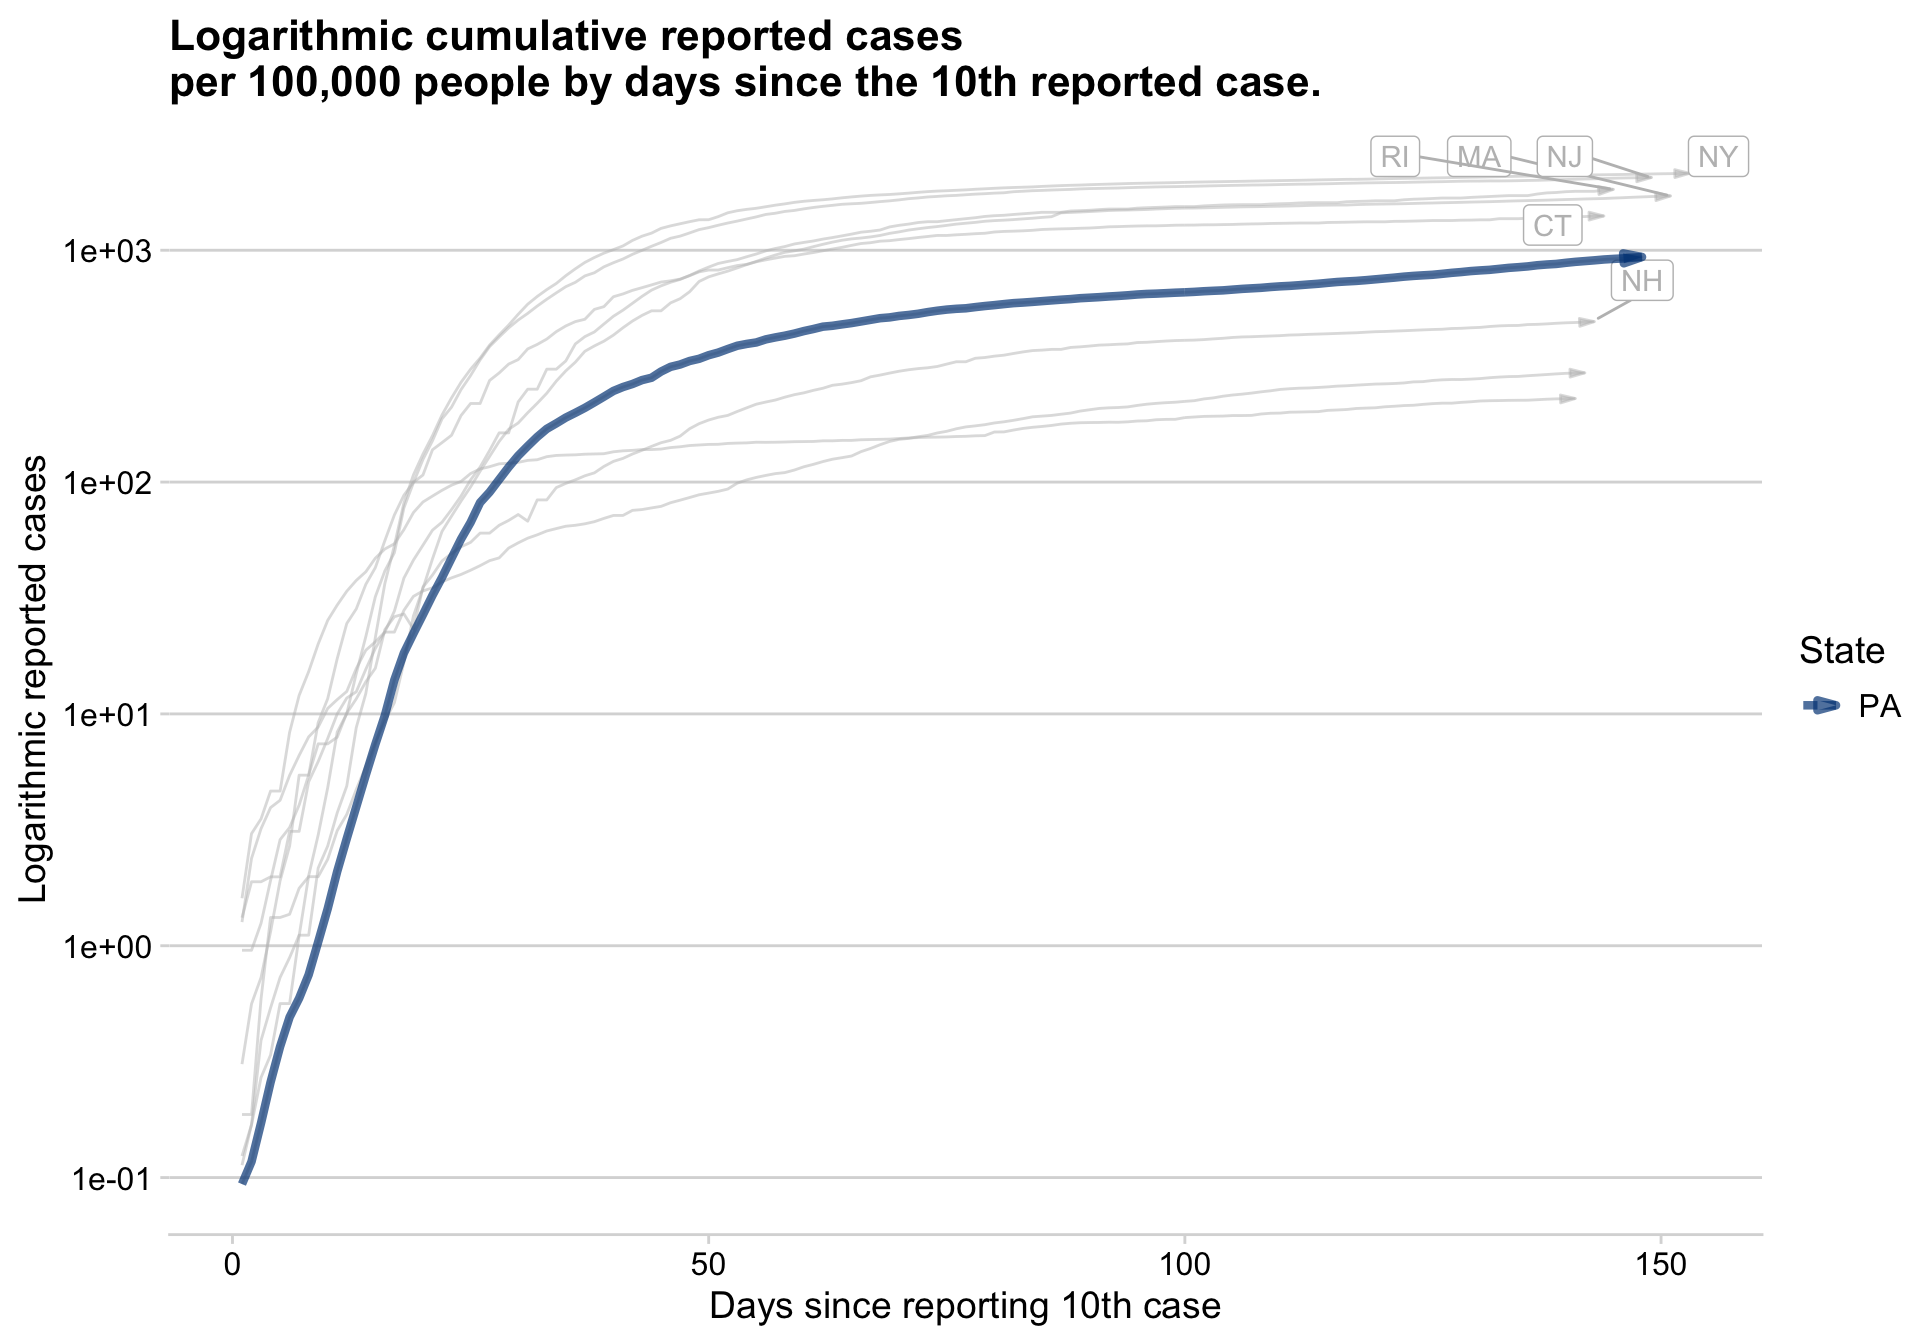 Logarithmic cumulative reported cases
per 100,000 people by days since the 10th reported case.
RI
MA
NJ
NY
CT
NH
1e+03
1e+02
1e+01
1e+00
1e-01
Logarithmic reported cases
0
50
100
150
Days since reporting 10th case
State
PA